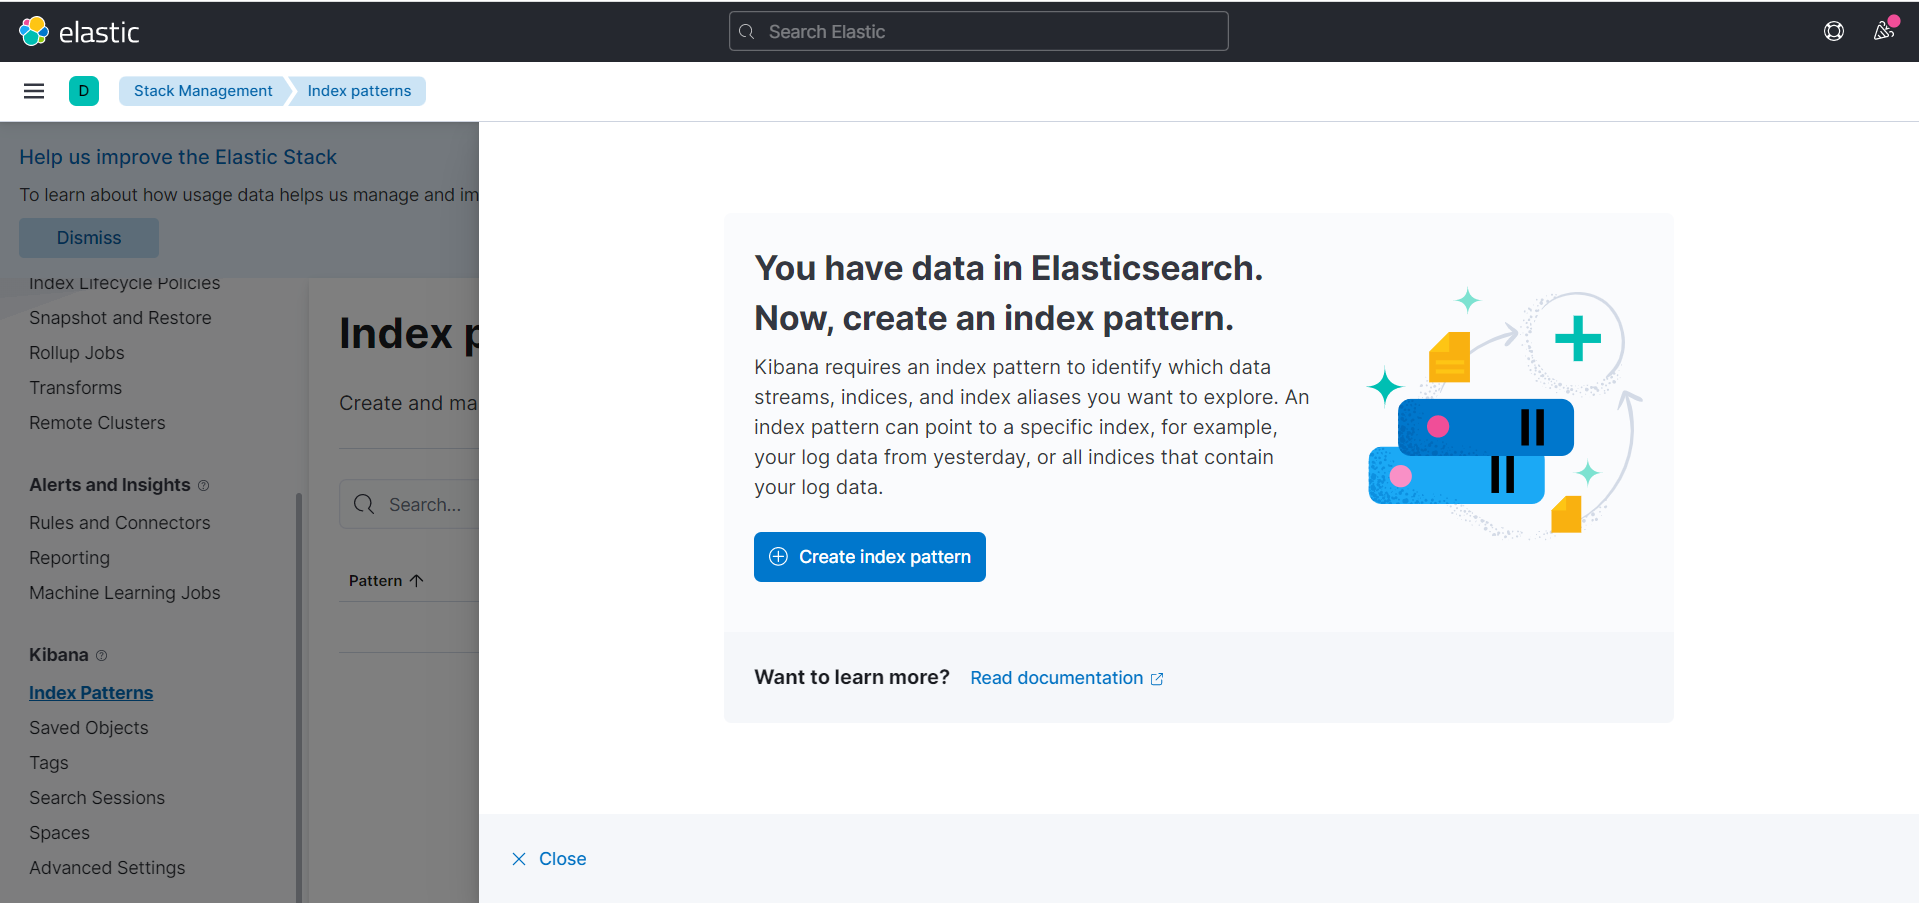 elastic
Search Elastic
D
Stack Management
Index patterns
Help us improve the Elastic Stack
To learn about how usage data helps us manage and im
Dismiss
Index Lifecycle Policies
Snapshot and Restore
Rollup Jobs
Transforms
Remote Clusters
Alerts and Insights
Rules and Connectors
Reporting
Machine Learning Jobs
Kibana
Index Patterns
Saved Objects
Tags
Search Sessions
Spaces
Advanced Settings
Index p
Create and ma
Search...
Pattern
You have data in Elasticsearch.
Now, create an index pattern.
Kibana requires an index pattern to identify which data
streams, indices, and index aliases you want to explore. An
index pattern can point to a specific index, for example,
your log data from yesterday, or all indices that contain
your log data.
Create index pattern
Want to learn more? Read documentation
Close